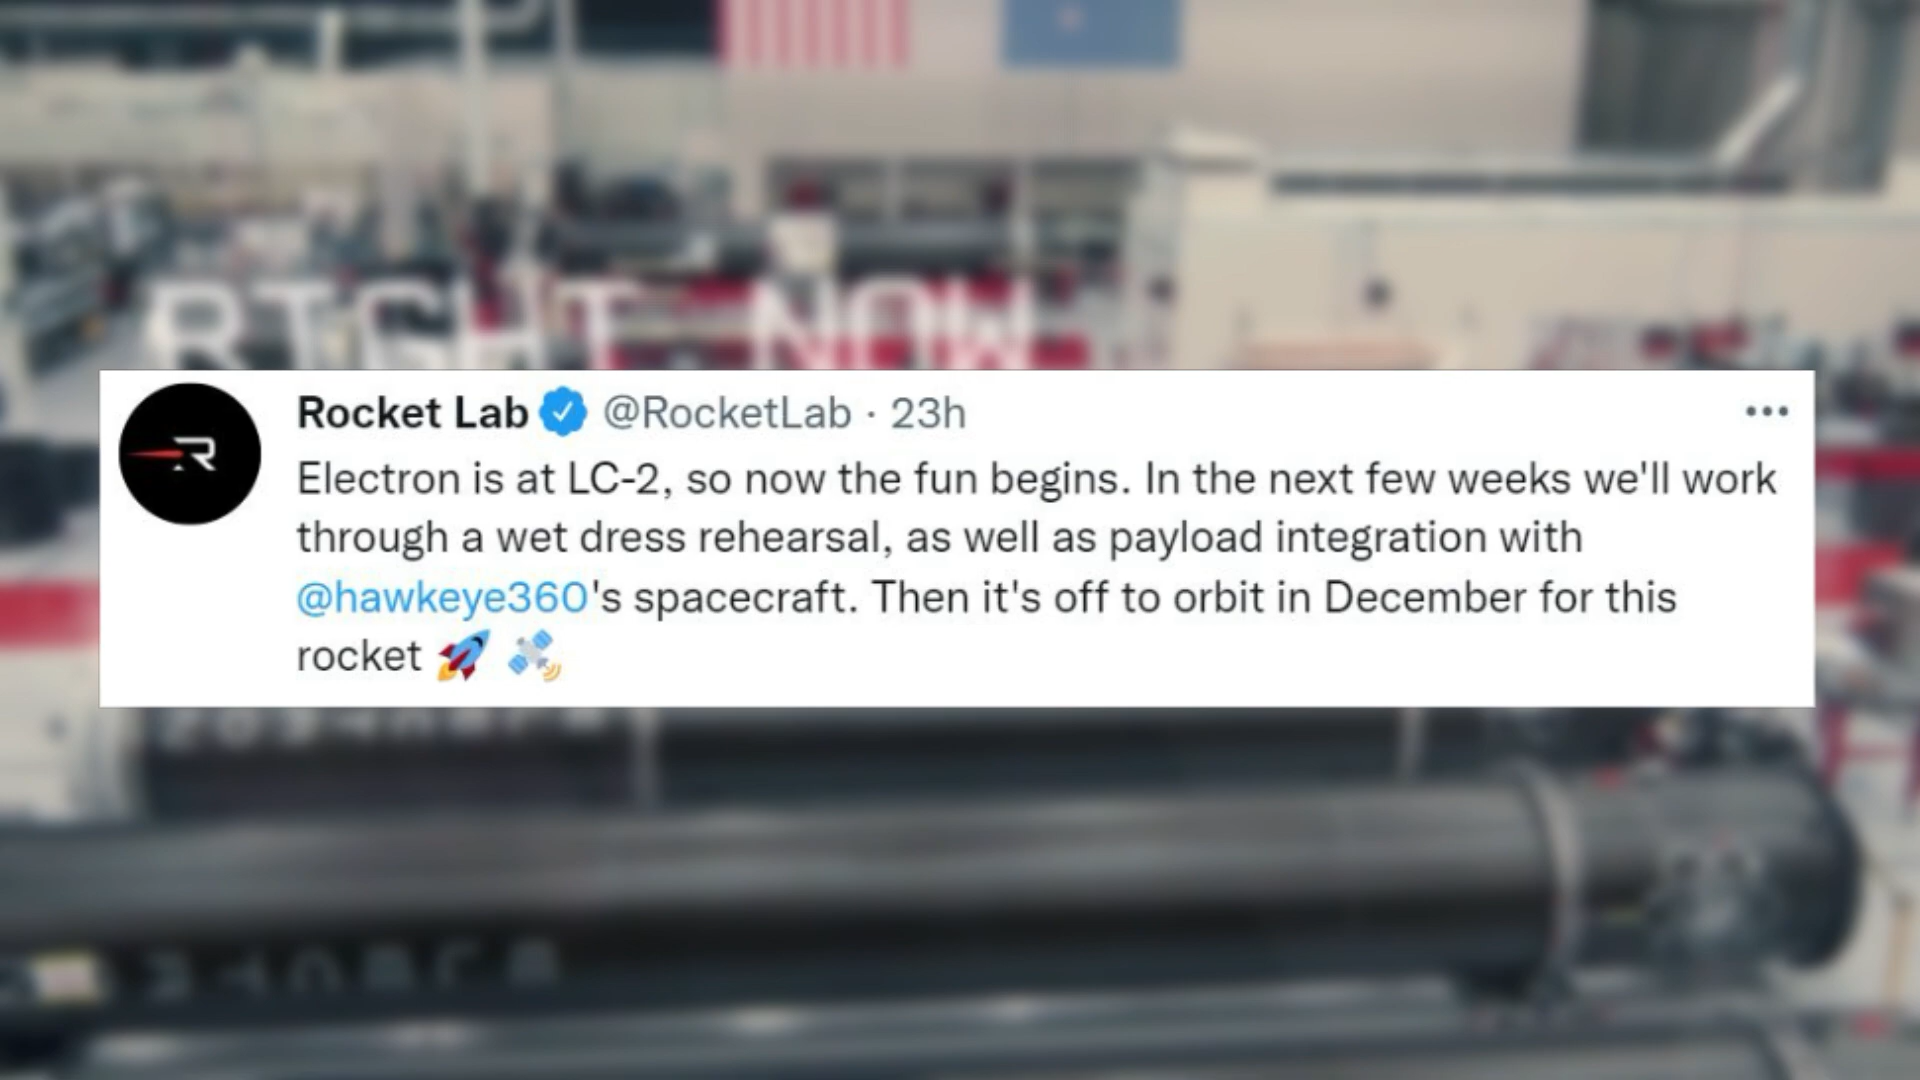 RIGHT NOW
Rocket Lab @RocketLab · 23h
Electron is at LC-2, so now the fun begins. In the next few weeks we'll work
through a wet dress rehearsal, as well as payload integration with
@hawkeye360's spacecraft. Then it's off to orbit in December for this
rocket 🚀 🛰️